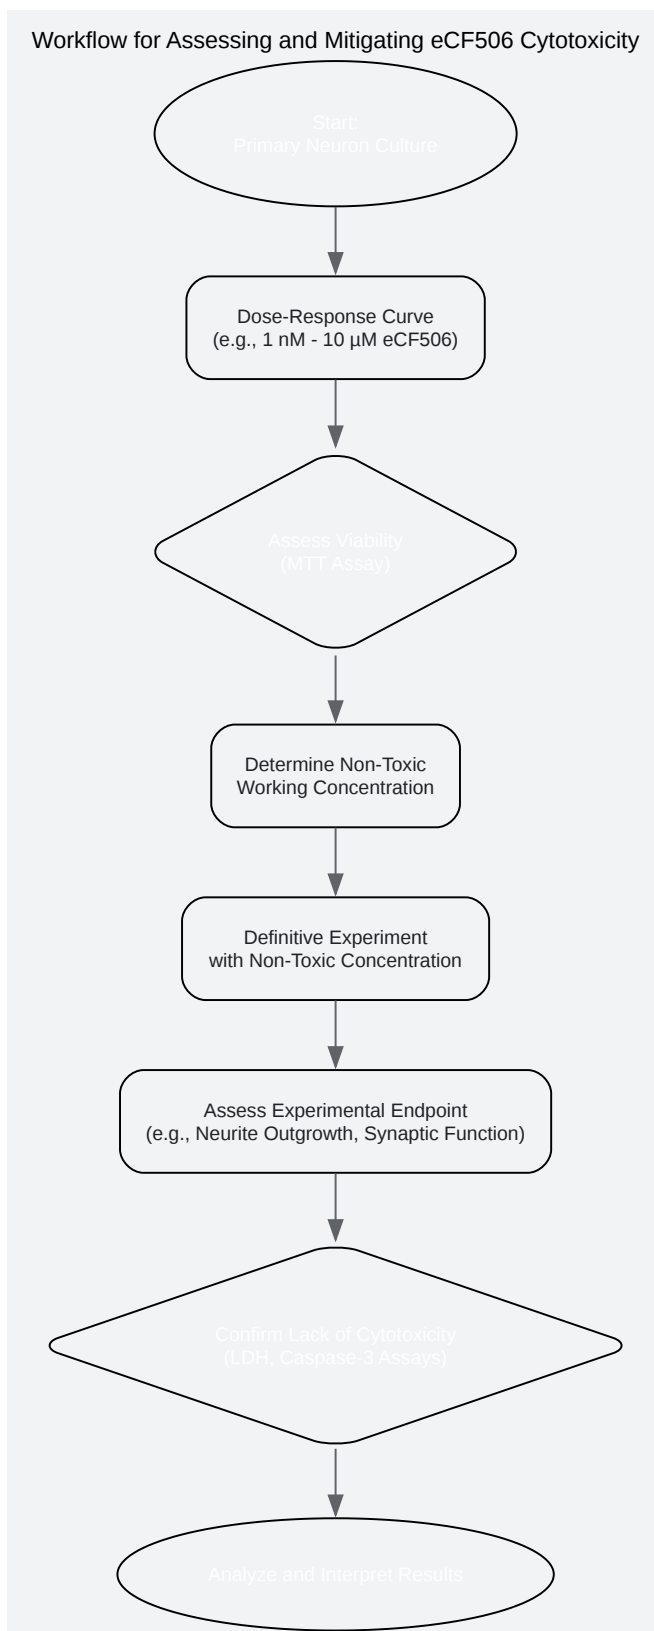 Workflow for Assessing and Mitigating eCF506 Cytotoxicity
Start:
Primary Neuron Culture
Dose-Response Curve
(e.g., 1 nM - 10 µM eCF506)
Assess Viability
(MTT Assay)
Determine Non-Toxic
Working Concentration
Definitive Experiment
with Non-Toxic Concentration
Assess Experimental Endpoint
(e.g., Neurite Outgrowth, Synaptic Function)
Confirm Lack of Cytotoxicity
(LDH, Caspase-3 Assays)
Analyze and Interpret Results